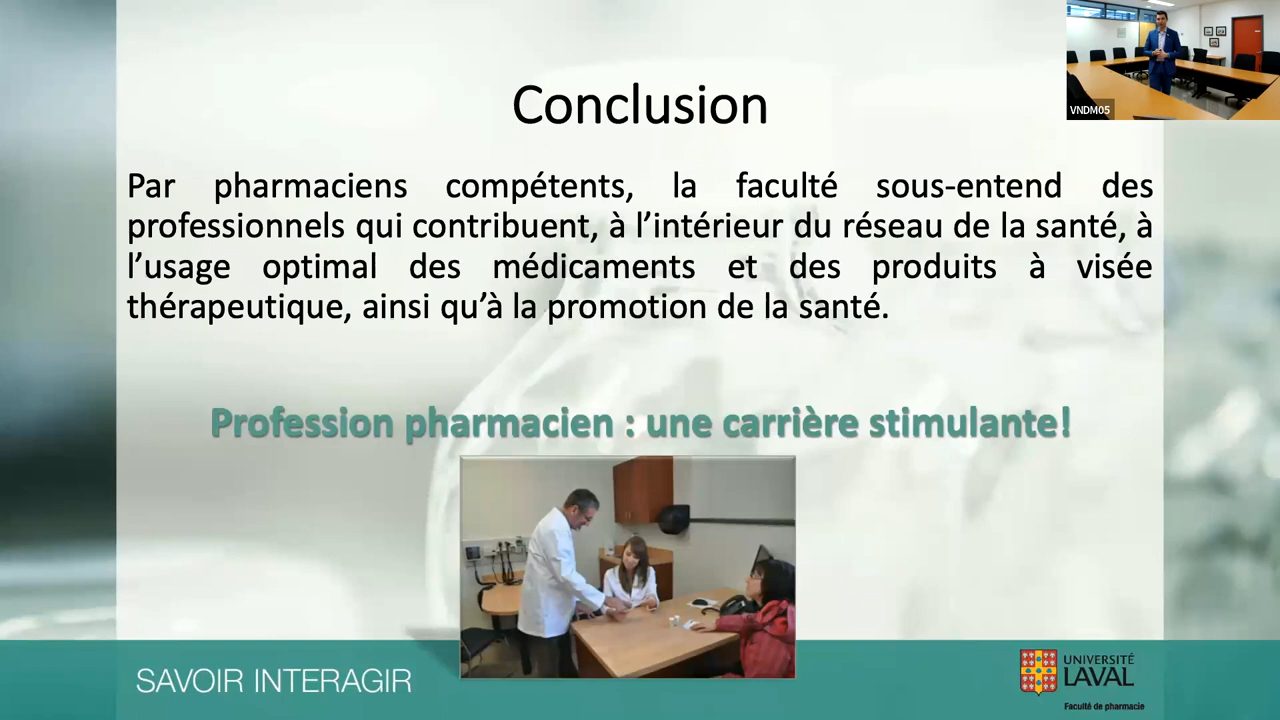 VNDM05
Conclusion
Par pharmaciens compétents, la faculté sous-entend des
professionnels qui contribuent, à l’intérieur du réseau de la santé, à
l’usage optimal des médicaments et des produits à visée
thérapeutique, ainsi qu’à la promotion de la santé.
Profession pharmacien : une carrière stimulante!
SAVOIR INTERAGIR
UNIVERSITÉ
LAVAL
Faculté de pharmacie